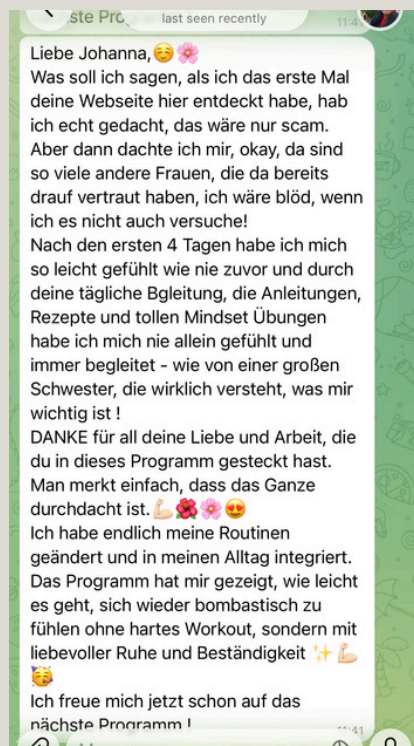 ste Prog
last seen recently
11:41
Liebe Johanna,☺️🌸
Was soll ich sagen, als ich das erste Mal
deine Webseite hier entdeckt habe, hab
ich echt gedacht, das wäre nur scam.
Aber dann dachte ich mir, okay, da sind
so viele andere Frauen, die da bereits
drauf vertraut haben, ich wäre blöd, wenn
ich es nicht auch versuche!
Nach den ersten 4 Tagen habe ich mich
so leicht gefühlt wie nie zuvor und durch
deine tägliche Bgleitung, die Anleitungen,
Rezepte und tollen Mindset Übungen
habe ich mich nie allein gefühlt und
immer begleitet - wie von einer großen
Schwester, die wirklich versteht, was mir
wichtig ist !
DANKE für all deine Liebe und Arbeit, die
du in dieses Programm gesteckt hast.
Man merkt einfach, dass das Ganze
durchdacht ist.💪🏻🌺🌸😍
Ich habe endlich meine Routinen
geändert und in meinen Alltag integriert.
Das Programm hat mir gezeigt, wie leicht
es geht, sich wieder bombastisch zu
fühlen ohne hartes Workout, sondern mit
liebevoller Ruhe und Beständigkeit ✨💪🏻
🥳
Ich freue mich jetzt schon auf das
nächste Programm !
11:41